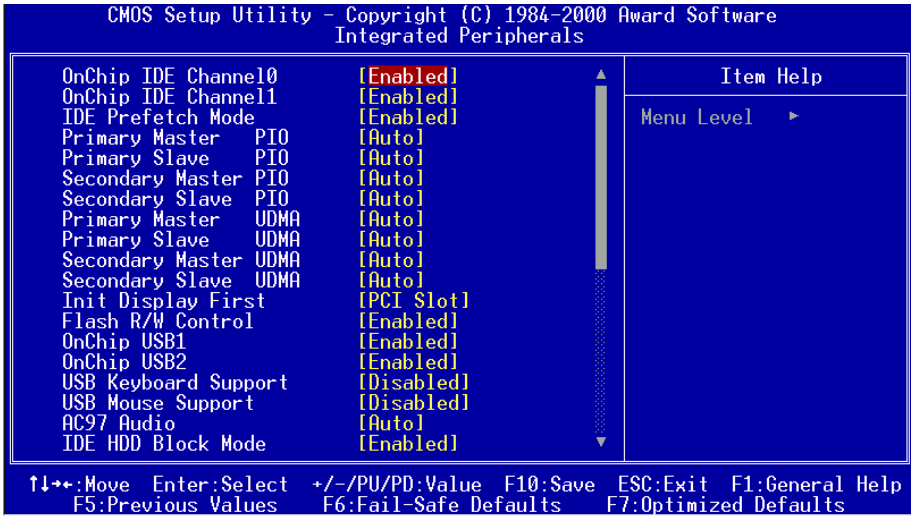 CMOS Setup Utility – Copyright (C) 1984-2000 Award Software
Integrated Peripherals
OnChip IDE Channel0 [Enabled]
OnChip IDE Channel1 [Enabled]
IDE Prefetch Mode [Enabled]
Primary Master PIO [Auto]
Primary Slave PIO [Auto]
Secondary Master PIO [Auto]
Secondary Slave PIO [Auto]
Primary Master UDMA [Auto]
Primary Slave UDMA [Auto]
Secondary Master UDMA [Auto]
Secondary Slave UDMA [Auto]
Init Display First [PCI Slot]
Flash R/W Control [Enabled]
OnChip USB1 [Enabled]
OnChip USB2 [Enabled]
USB Keyboard Support [Disabled]
USB Mouse Support [Disabled]
AC97 Audio [Auto]
IDE HDD Block Mode [Enabled]
Item Help
Menu Level ►
↑↓→←:Move Enter:Select +/-/PU/PD:Value F10:Save ESC:Exit F1:General Help
F5:Previous Values F6:Fail-Safe Defaults F7:Optimized Defaults